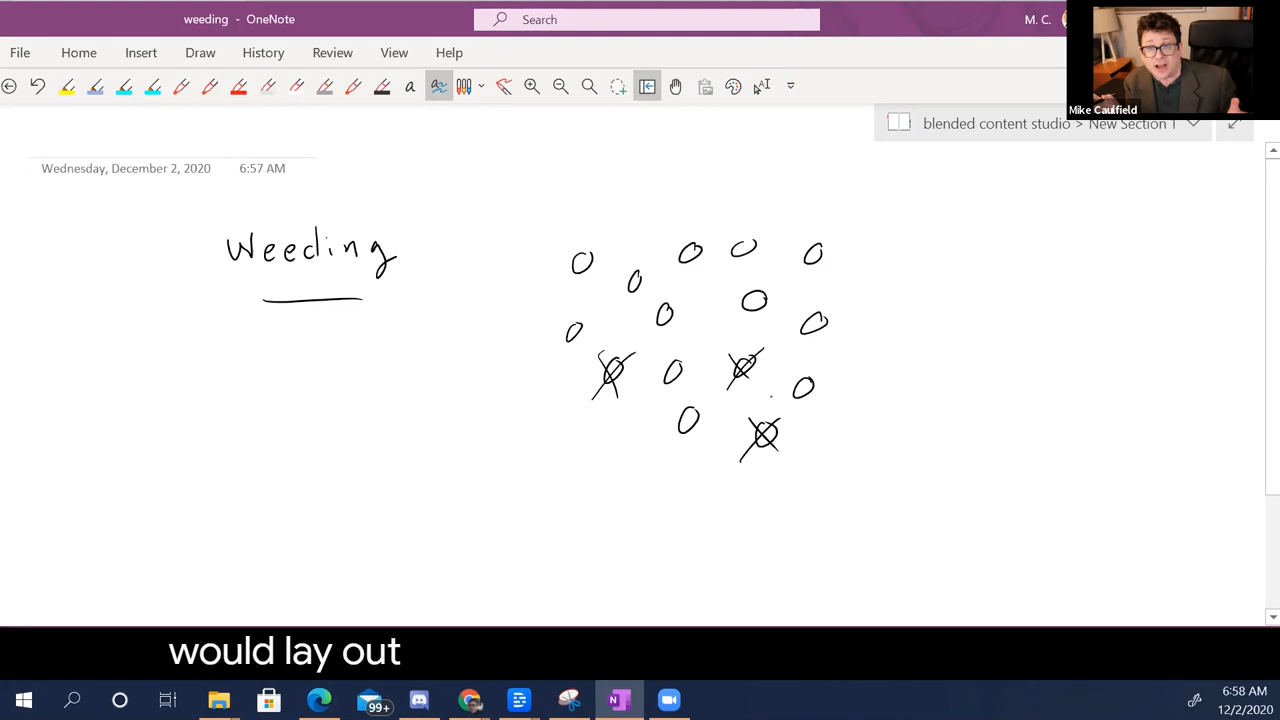 weeding - OneNote
Search
M. C.
File Home Insert Draw History Review View Help
Mike Caulfield
blended content studio > New Section 1
Wednesday, December 2, 2020 6:57 AM
Weeding
would lay out
99+
6:58 AM
12/2/2020